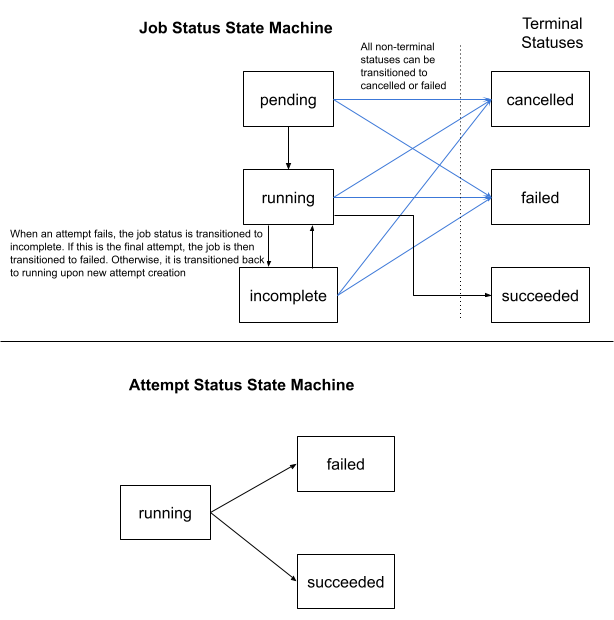 Job Status State Machine
Terminal
Statuses
All non-terminal
statuses can be
transitioned to
cancelled or failed
pending
cancelled
running
failed
When an attempt fails, the job status is transitioned to
incomplete. If this is the final attempt, the job is then
transitioned to failed. Otherwise, it is transitioned back
to running upon new attempt creation
incomplete
succeeded
Attempt Status State Machine
failed
running
succeeded